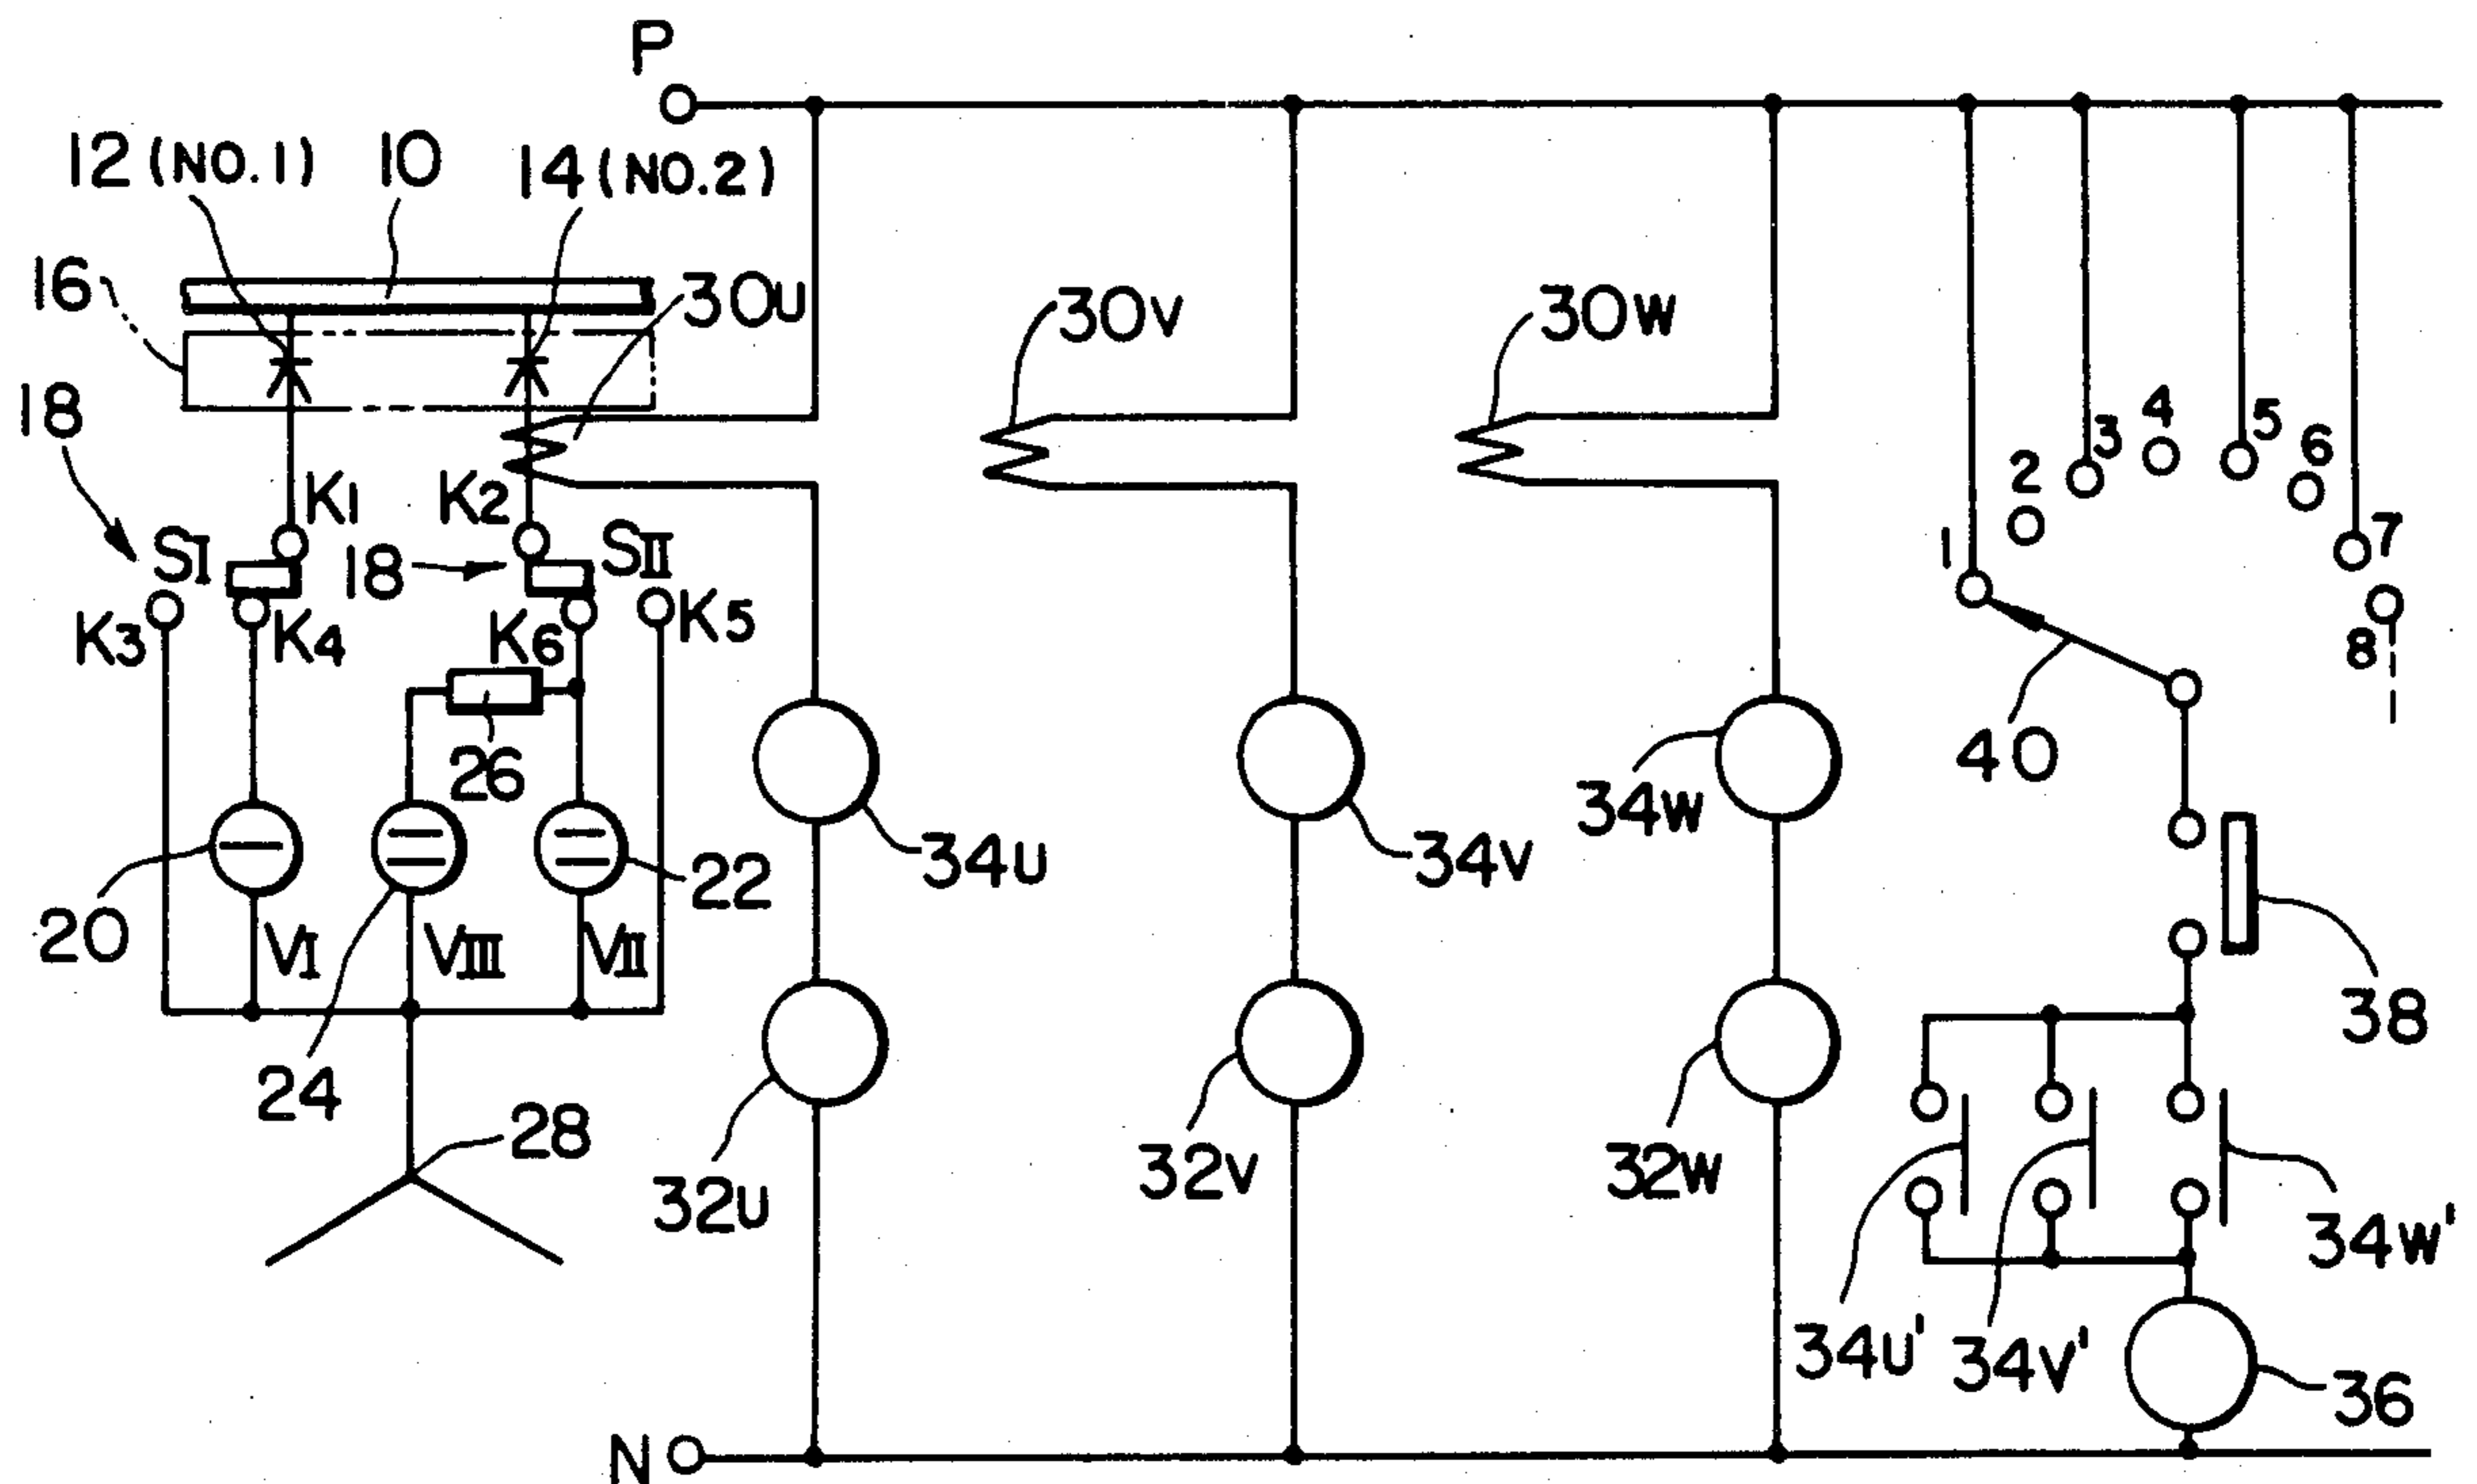 P
12 (NO.1) 10 14 (NO.2)
16 30U 30V 30W
18
K1 K2
SI 18 SII
K3 K4 K6 K5
26
20 VI VIII VII 22
24
28
34U 34V 34W
32U 32V 32W
1 2 3 4 5 6 7 8
40
38
34U' 34V' 34W'
36
N